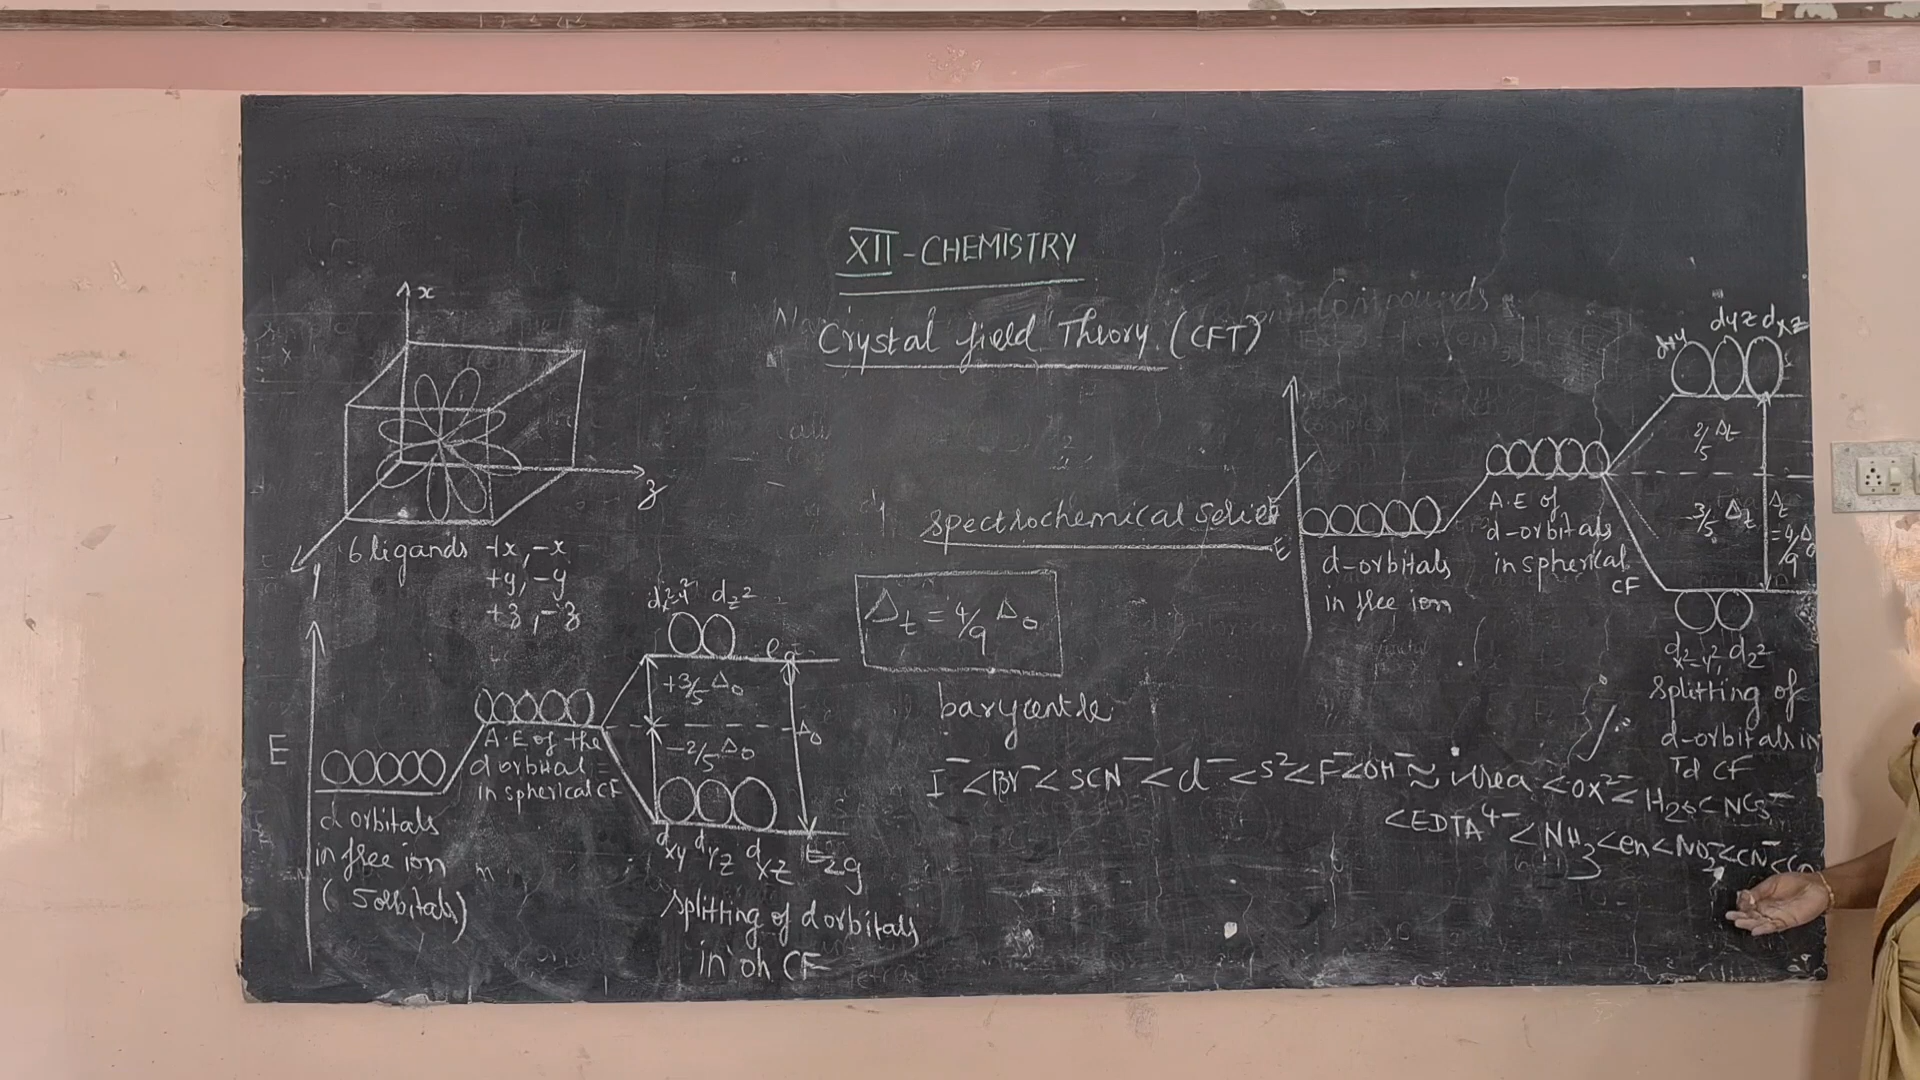 XII - CHEMISTRY
Crystal field Theory (CFT)
x
z
y
6 ligands +x, -x
+y, -y
+z, -z
E
d orbitals
in free ion
(5 orbitals)
A.E of the
d orbital
in spherical CF
dx²-y² dz²
eg
+3/5 Δo
-2/5 Δo
Δo
dxy dyz dxz t2g
splitting of d orbitals
in oh CF
spectrochemical series
Δt = 4/9 Δo
barycentre
I⁻ < Br⁻ < SCN⁻ < Cl⁻ < S²⁻ < F⁻ < OH⁻ ≈ urea < ox²⁻ < H₂O < NCS⁻
< EDTA⁴⁻ < NH₃ < en < NO₂⁻ < CN⁻ < CO
E
d-orbitals
in free ion
A.E of
d-orbitals
in spherical
CF
dxy dyz dxz
2/5 Δt
3/5 Δt
Δt
= 4/9 Δo
dx²-y², dz²
splitting of
d-orbitals in
Td CF